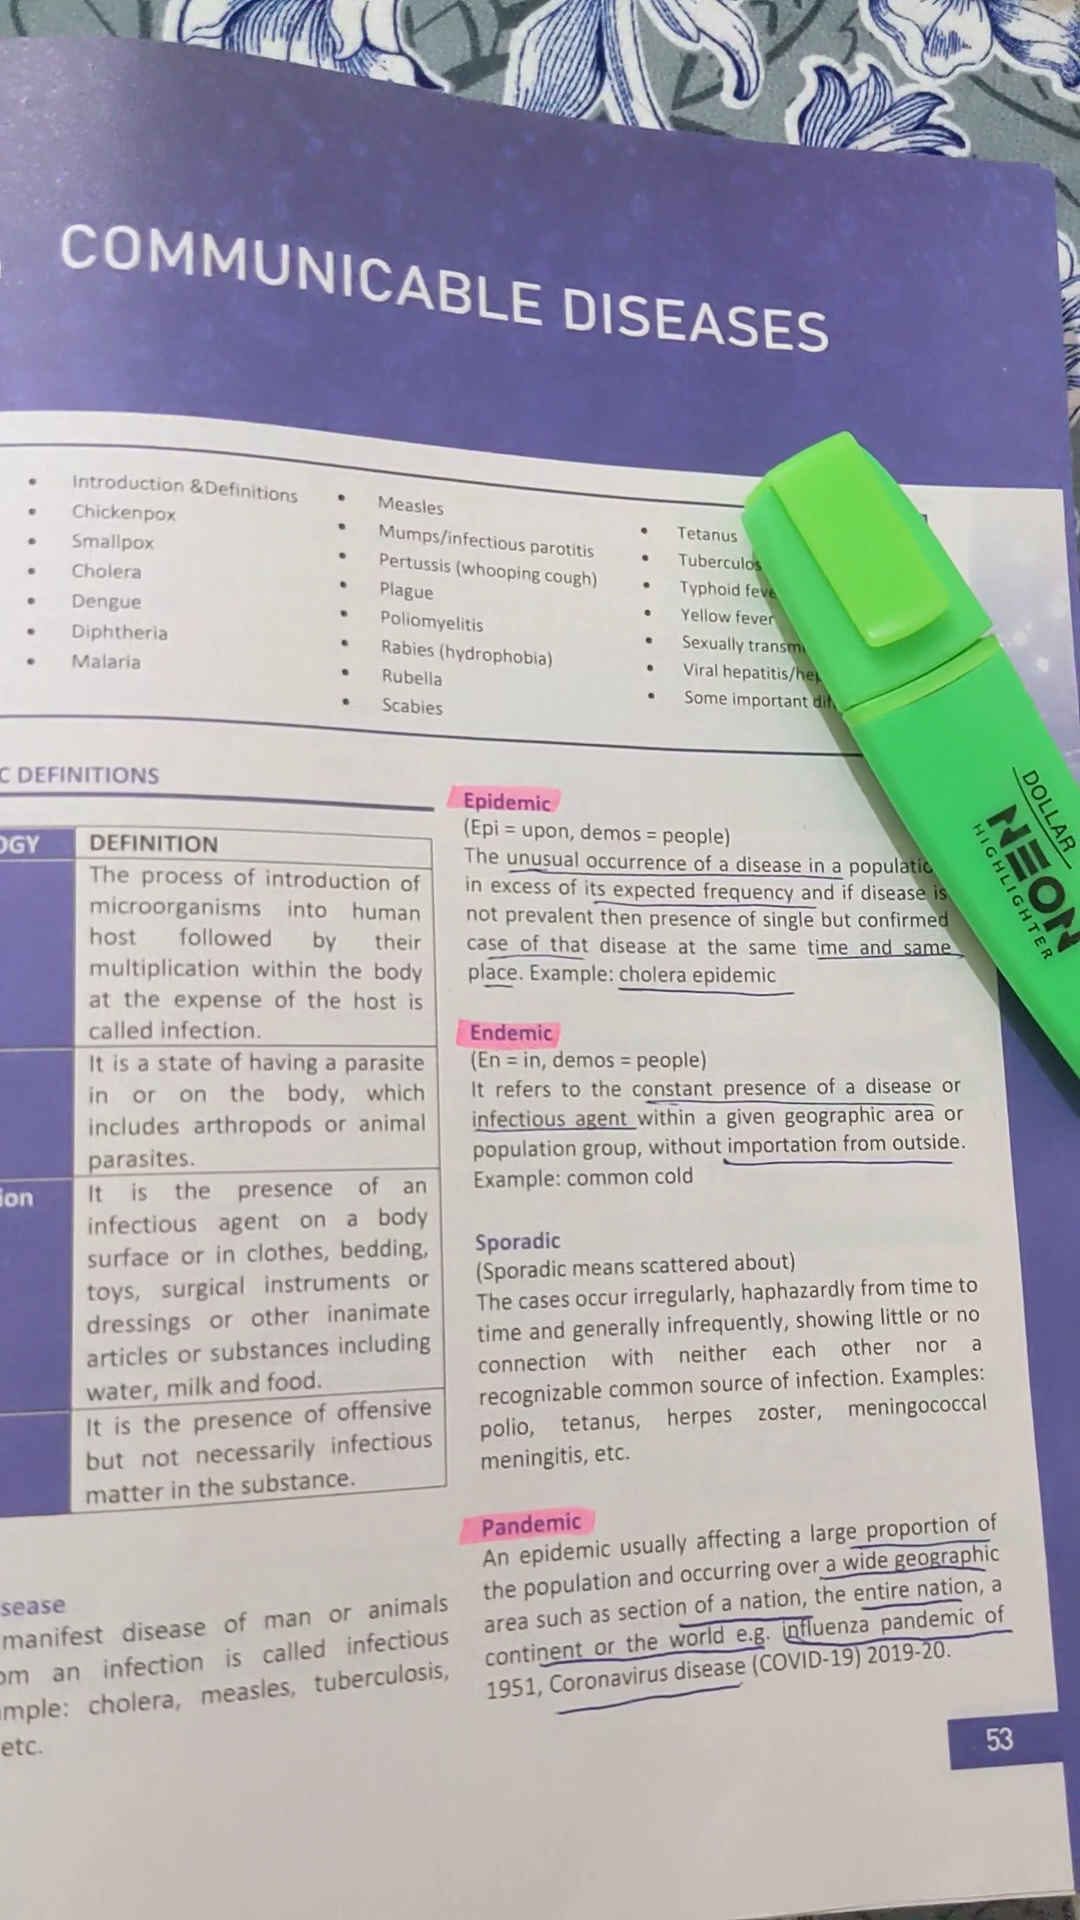 COMMUNICABLE DISEASES
• Introduction &Definitions
• Chickenpox
• Smallpox
• Cholera
• Dengue
• Diphtheria
• Malaria
• Measles
• Mumps/infectious parotitis
• Pertussis (whooping cough)
• Plague
• Poliomyelitis
• Rabies (hydrophobia)
• Rubella
• Scabies
• Tetanus
• Tuberculos
• Typhoid feve
• Yellow fever
• Sexually transm
• Viral hepatitis/hep
• Some important dif
C DEFINITIONS
OGY
DEFINITION
The process of introduction of
microorganisms into human
host followed by their
multiplication within the body
at the expense of the host is
called infection.
It is a state of having a parasite
in or on the body, which
includes arthropods or animal
parasites.
ion
It is the presence of an
infectious agent on a body
surface or in clothes, bedding,
toys, surgical instruments or
dressings or other inanimate
articles or substances including
water, milk and food.
It is the presence of offensive
but not necessarily infectious
matter in the substance.
sease
manifest disease of man or animals
om an infection is called infectious
mple: cholera, measles, tuberculosis,
etc.
Epidemic
(Epi = upon, demos = people)
The unusual occurrence of a disease in a populatio
in excess of its expected frequency and if disease is
not prevalent then presence of single but confirmed
case of that disease at the same time and same
place. Example: cholera epidemic
Endemic
(En = in, demos = people)
It refers to the constant presence of a disease or
infectious agent within a given geographic area or
population group, without importation from outside.
Example: common cold
Sporadic
(Sporadic means scattered about)
The cases occur irregularly, haphazardly from time to
time and generally infrequently, showing little or no
connection with neither each other nor a
recognizable common source of infection. Examples:
polio, tetanus, herpes zoster, meningococcal
meningitis, etc.
Pandemic
An epidemic usually affecting a large proportion of
the population and occurring over a wide geographic
area such as section of a nation, the entire nation, a
continent or the world e.g. influenza pandemic of
1951, Coronavirus disease (COVID-19) 2019-20.
53
DOLLAR
NEON
HIGHLIGHTER